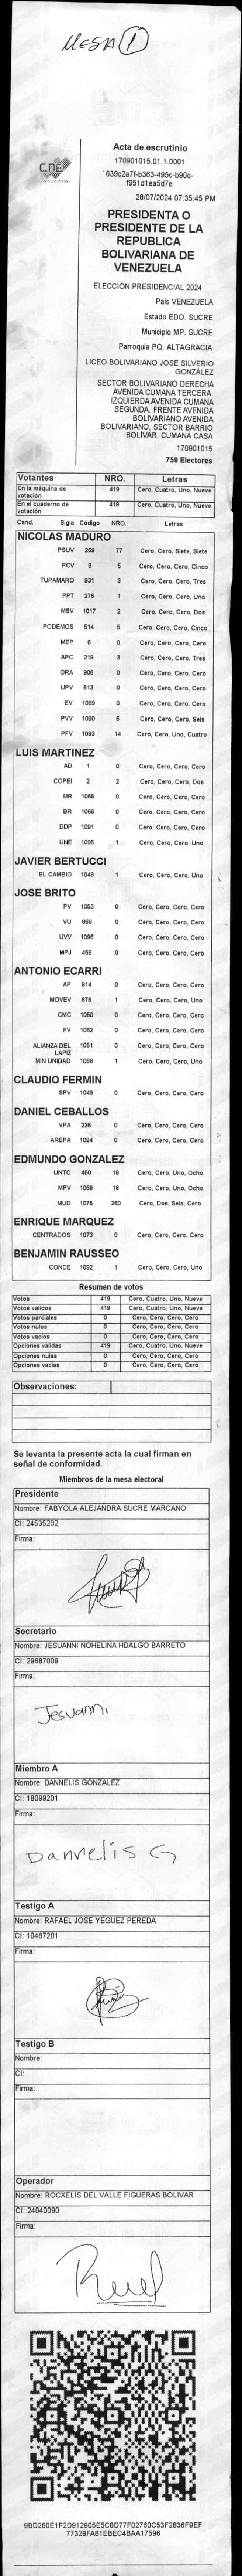 MESA 1
CNE
Acta de escrutinio
170901015.01.1.0001
639c2a7f-b363-495c-b90c-
f951d1ea5d7e
28/07/2024 07:35:45 PM
PRESIDENTA O
PRESIDENTE DE LA
REPUBLICA
BOLIVARIANA DE
VENEZUELA
ELECCIÓN PRESIDENCIAL 2024
Pais VENEZUELA
Estado EDO. SUCRE
Municipio MP. SUCRE
Parroquia PQ. ALTAGRACIA
LICEO BOLIVARIANO JOSE SILVERIO
GONZÁLEZ
SECTOR BOLIVARIANO DERECHA
AVENIDA CUMANA TERCERA.
IZQUIERDA AVENIDA CUMANA
SEGUNDA. FRENTE AVENIDA
BOLIVARIANO AVENIDA
BOLIVARIANO, SECTOR BARRIO
BOLÍVAR, CUMANÁ CASA
170901015
759 Electores
Votantes NRO. Letras
En la máquina de votación 419 Cero, Cuatro, Uno, Nueve
En el cuaderno de votación 419 Cero, Cuatro, Uno, Nueve
Cand. Sigla Código NRO. Letras
NICOLAS MADURO
PSUV 269 77 Cero, Cero, Siete, Siete
PCV 9 5 Cero, Cero, Cero, Cinco
TUPAMARO 931 3 Cero, Cero, Cero, Tres
PPT 276 1 Cero, Cero, Cero, Uno
MSV 1017 2 Cero, Cero, Cero, Dos
PODEMOS 514 5 Cero, Cero, Cero, Cinco
MEP 6 0 Cero, Cero, Cero, Cero
APC 219 3 Cero, Cero, Cero, Tres
ORA 906 0 Cero, Cero, Cero, Cero
UPV 513 0 Cero, Cero, Cero, Cero
EV 1089 0 Cero, Cero, Cero, Cero
PVV 1090 6 Cero, Cero, Cero, Seis
PFV 1093 14 Cero, Cero, Uno, Cuatro
LUIS MARTINEZ
AD 1 0 Cero, Cero, Cero, Cero
COPEI 2 2 Cero, Cero, Cero, Dos
MR 1065 0 Cero, Cero, Cero, Cero
BR 1066 0 Cero, Cero, Cero, Cero
DDP 1091 0 Cero, Cero, Cero, Cero
UNE 1095 1 Cero, Cero, Cero, Uno
JAVIER BERTUCCI
EL CAMBIO 1048 1 Cero, Cero, Cero, Uno
JOSE BRITO
PV 1053 0 Cero, Cero, Cero, Cero
VU 968 0 Cero, Cero, Cero, Cero
UVV 1096 0 Cero, Cero, Cero, Cero
MPJ 458 0 Cero, Cero, Cero, Cero
ANTONIO ECARRI
AP 914 0 Cero, Cero, Cero, Cero
MOVEV 878 1 Cero, Cero, Cero, Uno
CMC 1050 0 Cero, Cero, Cero, Cero
FV 1062 0 Cero, Cero, Cero, Cero
ALIANZA DEL LAPIZ 1051 0 Cero, Cero, Cero, Cero
MIN UNIDAD 1068 1 Cero, Cero, Cero, Uno
CLAUDIO FERMIN
SPV 1049 0 Cero, Cero, Cero, Cero
DANIEL CEBALLOS
VPA 236 0 Cero, Cero, Cero, Cero
AREPA 1094 0 Cero, Cero, Cero, Cero
EDMUNDO GONZALEZ
UNTC 460 18 Cero, Cero, Uno, Ocho
MPV 1069 18 Cero, Cero, Uno, Ocho
MUD 1075 260 Cero, Dos, Seis, Cero
ENRIQUE MARQUEZ
CENTRADOS 1073 0 Cero, Cero, Cero, Cero
BENJAMIN RAUSSEO
CONDE 1092 1 Cero, Cero, Cero, Uno
Resumen de votos
Votos 419 Cero, Cuatro, Uno, Nueve
Votos validos 419 Cero, Cuatro, Uno, Nueve
Votos parciales 0 Cero, Cero, Cero, Cero
Votos nulos 0 Cero, Cero, Cero, Cero
Votos vacios 0 Cero, Cero, Cero, Cero
Opciones validas 419 Cero, Cuatro, Uno, Nueve
Opciones nulas 0 Cero, Cero, Cero, Cero
Opciones vacias 0 Cero, Cero, Cero, Cero
Observaciones:
Se levanta la presente acta la cual firman en
señal de conformidad.
Miembros de la mesa electoral
Presidente
Nombre: FABYOLA ALEJANDRA SUCRE MARCANO
CI: 24535202
Firma:
Secretario
Nombre: JESUANNI NOHELINA HDALGO BARRETO
CI: 29687009
Firma:
Jesuanni
Miembro A
Nombre: DANNELIS GONZALEZ
CI: 18099201
Firma:
Dannelis G
Testigo A
Nombre: RAFAEL JOSE YEGUEZ PEREDA
CI: 10467201
Firma:
Testigo B
Nombre:
CI:
Firma:
Operador
Nombre: ROCXELIS DEL VALLE FIGUERAS BOLIVAR
CI: 24040090
Firma:
9BD260E1F2D912905E5C8D77F02760C53F2836F9EF
77329FA81EBEC4BAA17596